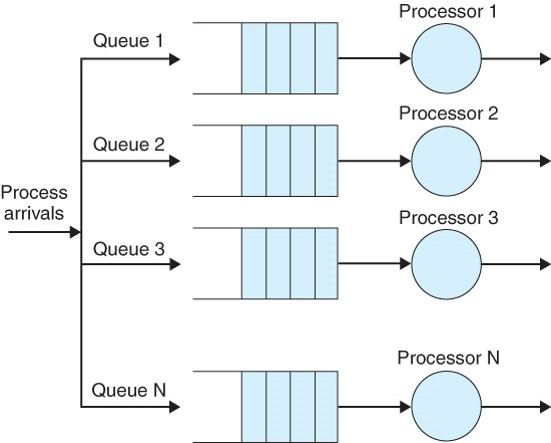 Processor 1
Queue 1
Processor 2
Queue 2
Process
arrivals
Processor 3
Queue 3
Processor N
Queue N